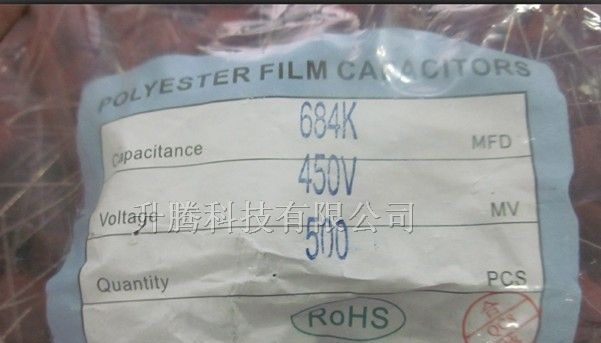 POLYESTER FILM CAPACITORS
Capacitance 684K MFD
Voltage 450V MV
升腾科技有限公司
Quantity 500 PCS
RoHS
合